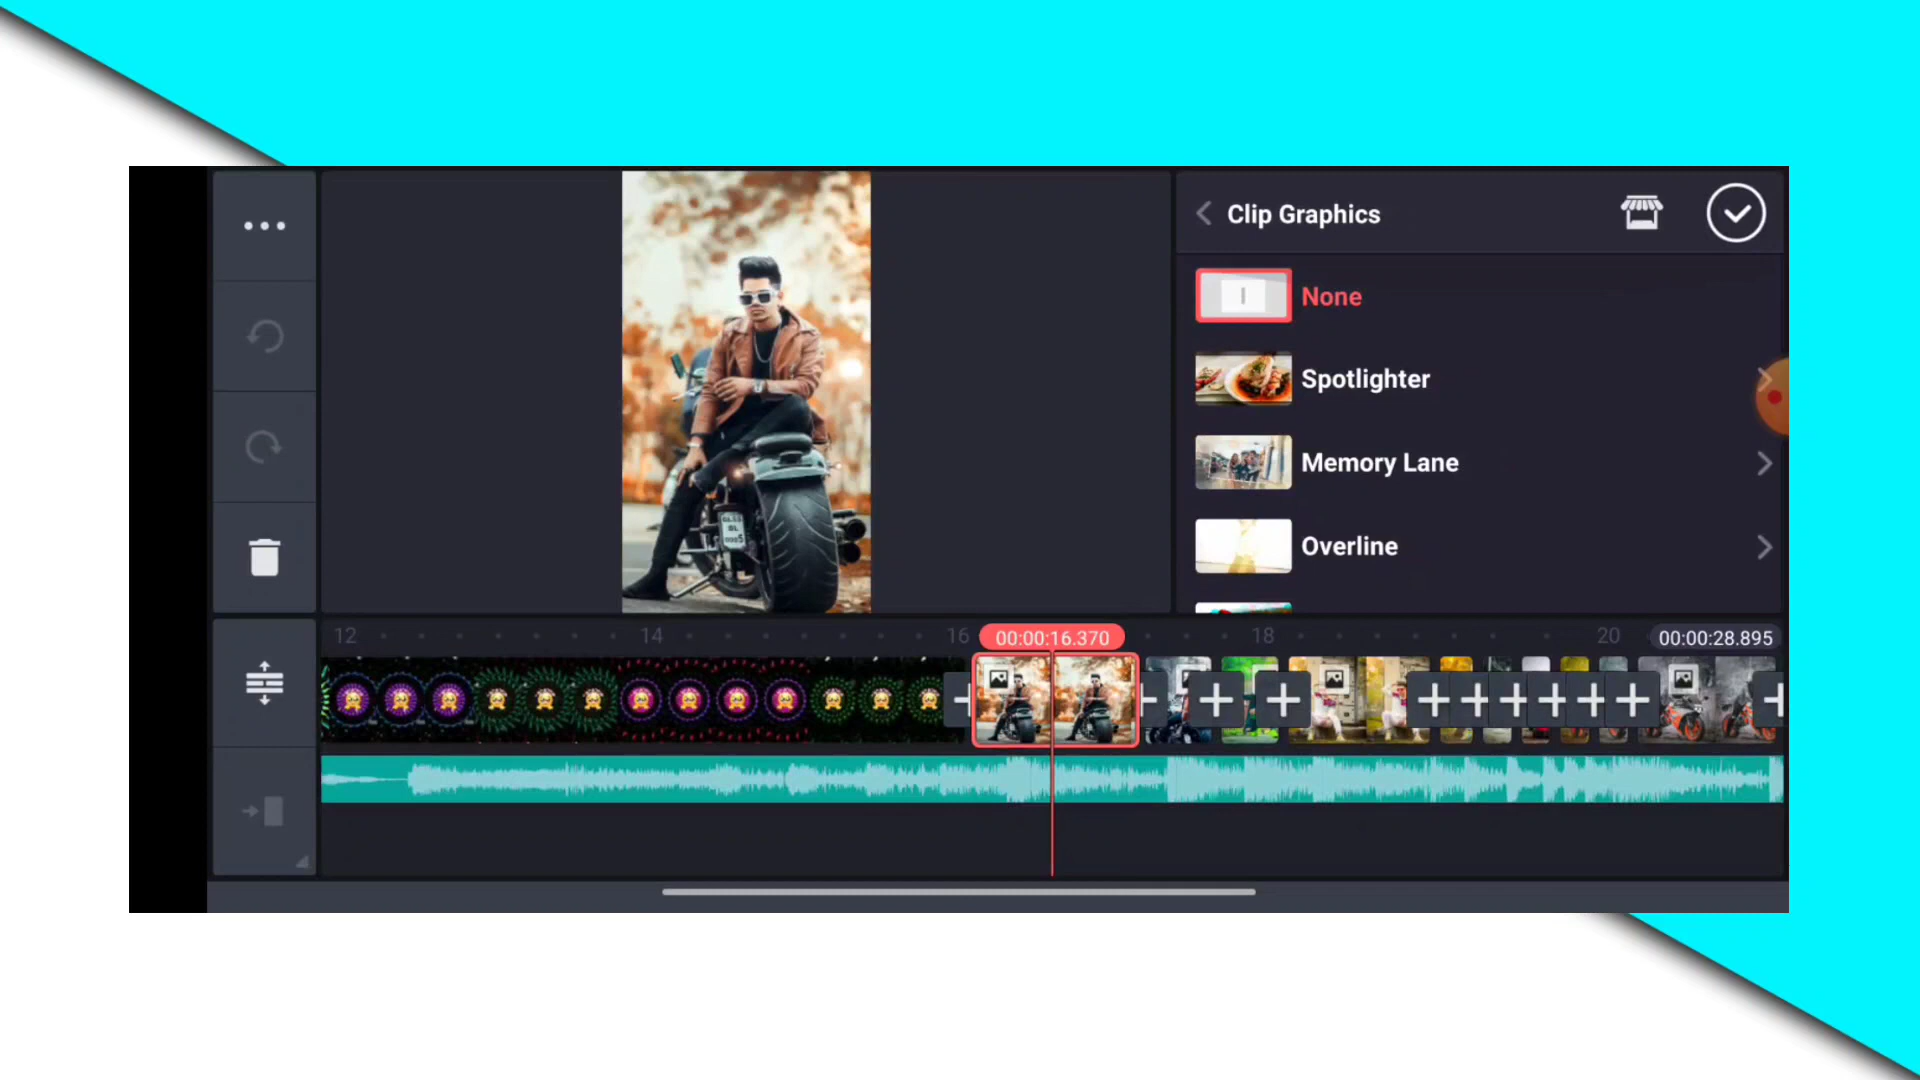 Clip Graphics
None
Spotlighter
Memory Lane
Overline
12
14
16
00:00:16.370
18
20
00:00:28.895